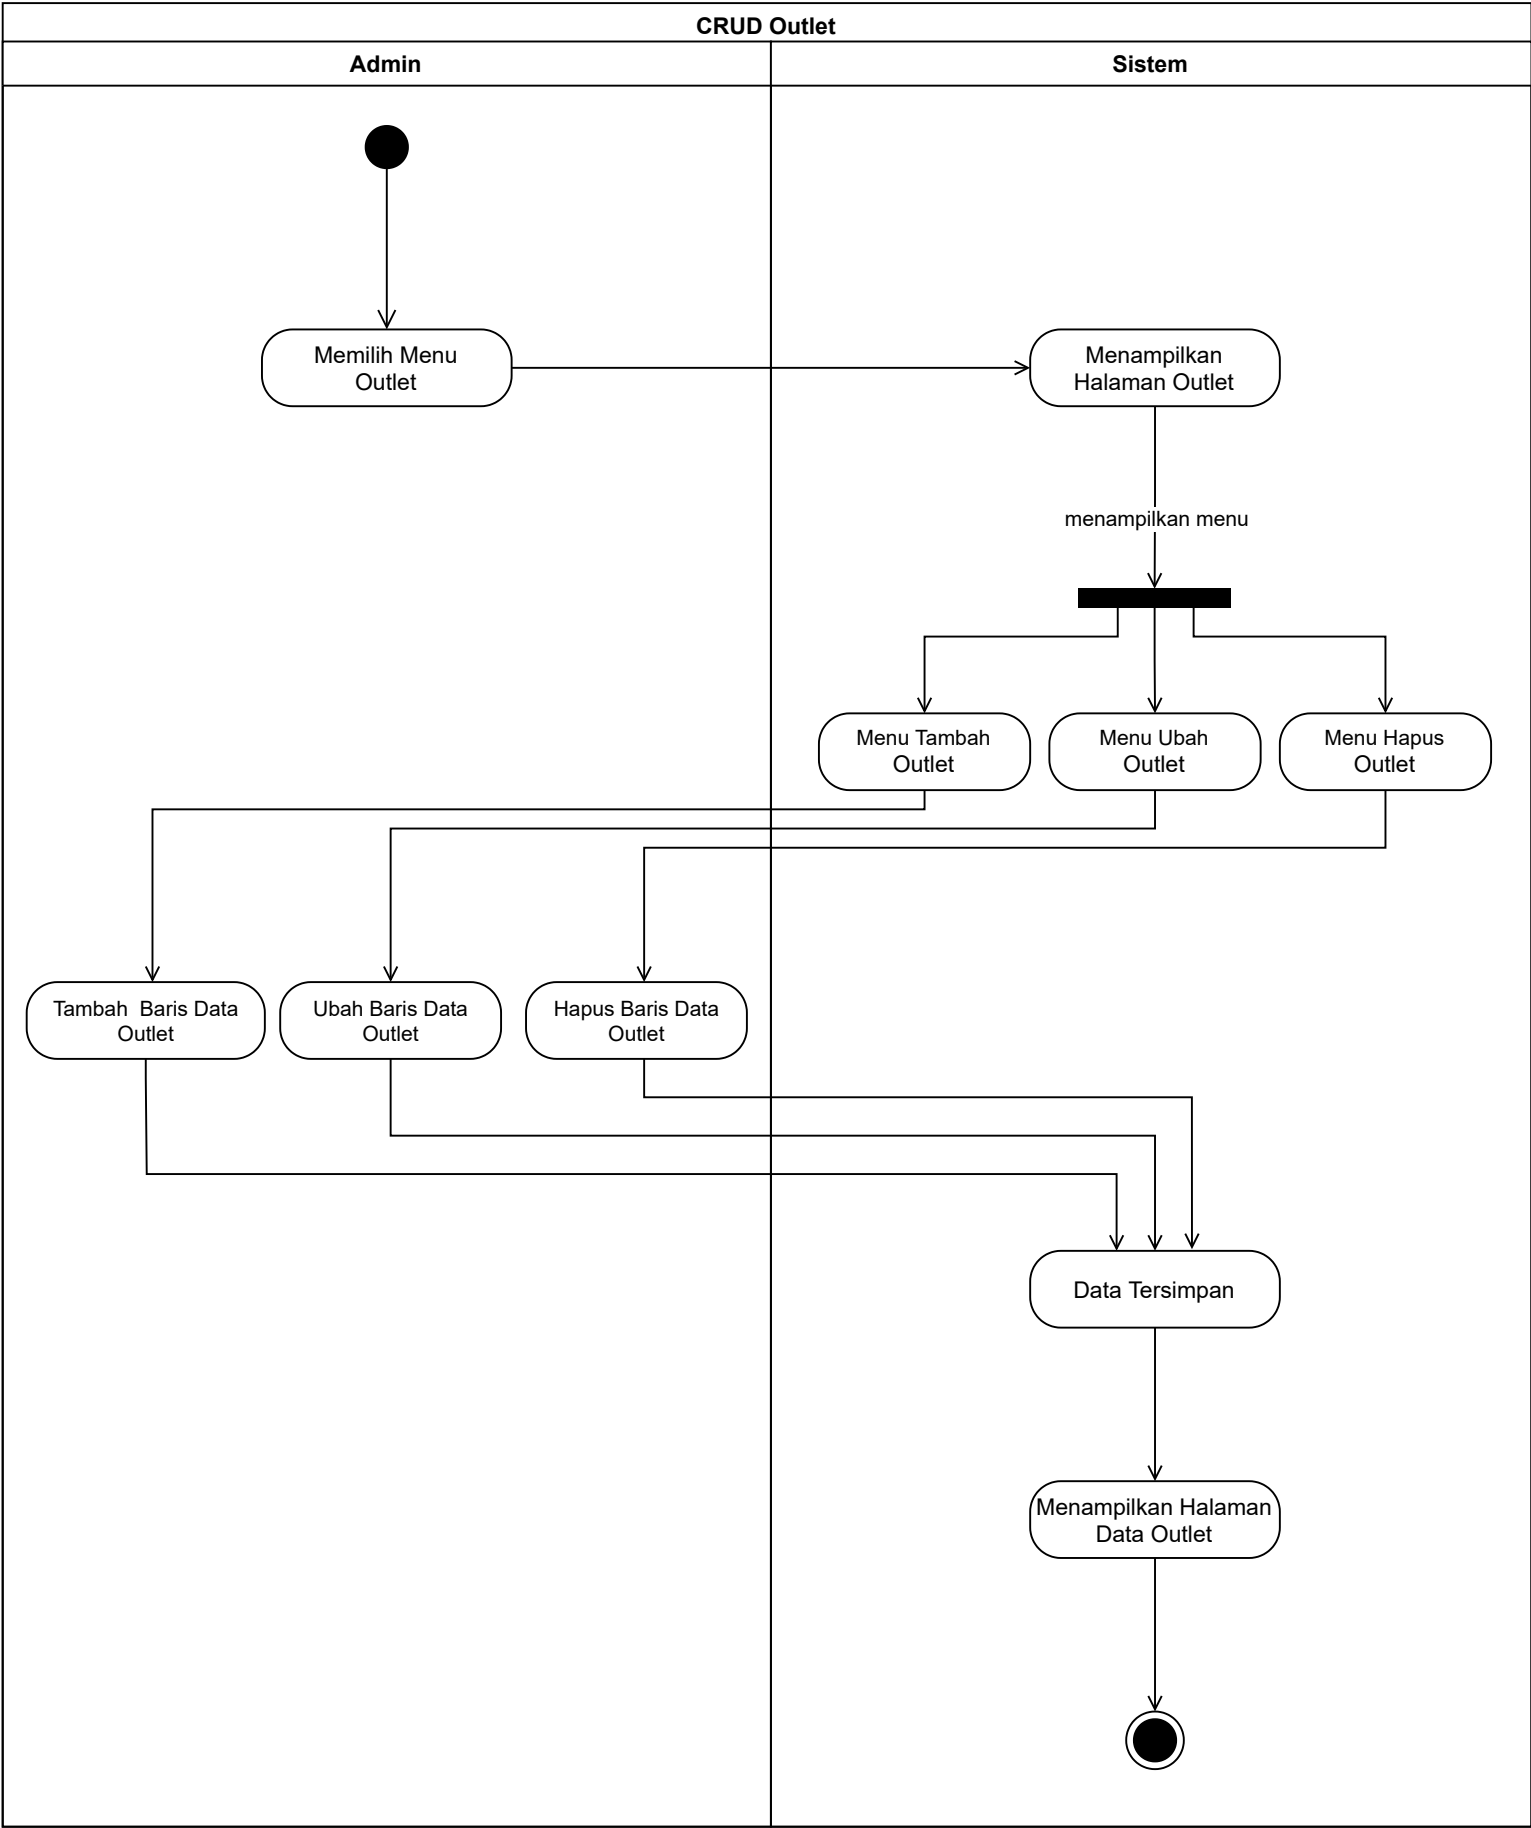 CRUD Outlet
Admin
Sistem
Memilih Menu
Outlet
Menampilkan
Halaman Outlet
menampilkan menu
Menu Tambah
Outlet
Menu Ubah
Outlet
Menu Hapus
Outlet
Tambah  Baris Data
Outlet
Ubah Baris Data
Outlet
Hapus Baris Data
Outlet
Data Tersimpan
Menampilkan Halaman
Data Outlet